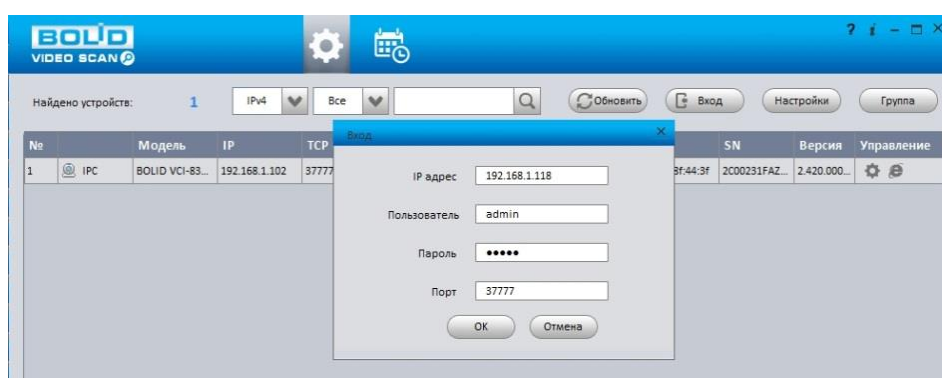 BOLID
VIDEO SCAN
? i
Найдено устройств: 1 IPv4 Все Обновить Вход Настройки Группа
№ Модель IP TCP SN Версия Управление
1 IPC BOLID VCI-83... 192.168.1.102 37777 3f:44:3f 2C00231FAZ... 2.420.000...
Вход
IP адрес 192.168.1.118
Пользователь admin
Пароль •••••
Порт 37777
OK Отмена